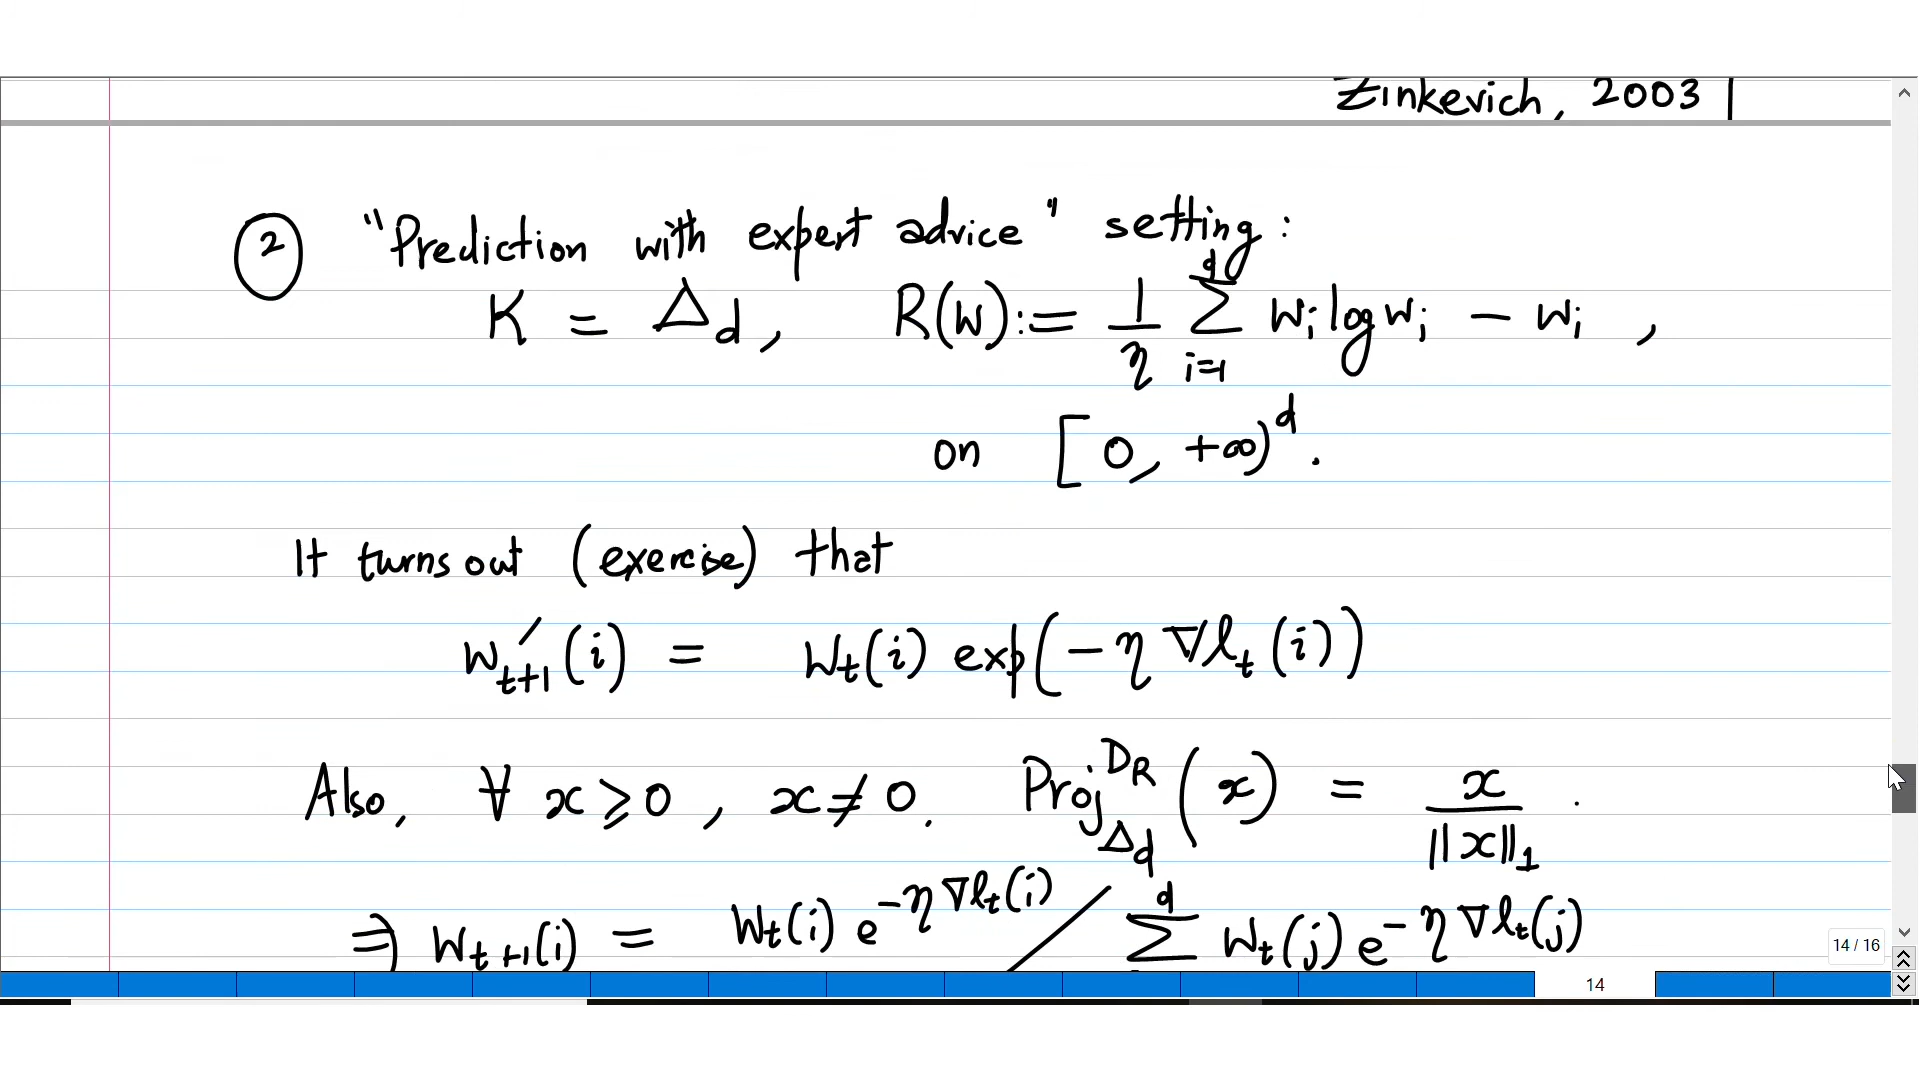 Zinkevich, 2003
② "Prediction with expert advice" setting:
K = Δ_d, R(w) := 1/η Σ_{i=1}^{d} w_i log w_i - w_i ,
on [0, +∞)^d .
It turns out (exercise) that
w'_{t+1}(i) = w_t(i) exp(-η ∇l_t(i))
Also, ∀ x ≥ 0, x ≠ 0. Proj_{Δ_d}^{D_R} (x) = x / ||x||_1 .
⇒ w_{t+1}(i) = w_t(i) e^{-η ∇l_t(i)} / Σ^{d} w_t(j) e^{-η ∇l_t(j)}
14 / 16
14